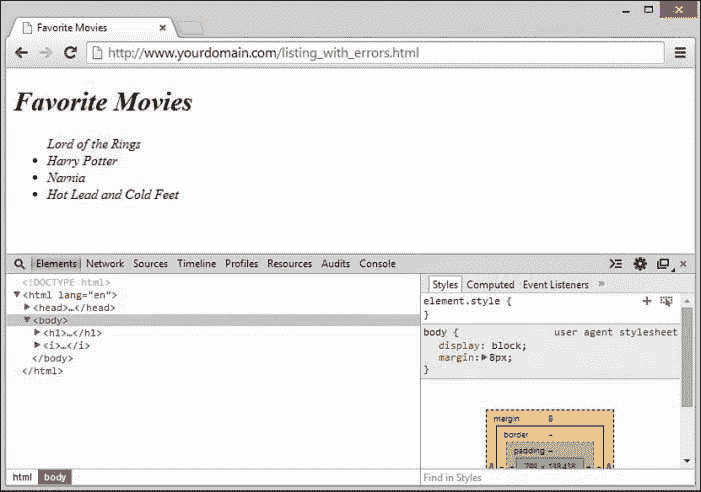 Favorite Movies
http://www.yourdomain.com/listing_with_errors.html
Favorite Movies
Lord of the Rings
Harry Potter
Narnia
Hot Lead and Cold Feet
Elements Network Sources Timeline Profiles Resources Audits Console
<!DOCTYPE html>
<html lang="en">
<head>…</head>
<body>
<h1>…</h1>
<i>…</i>
</body>
</html>
html body
Styles Computed Event Listeners »
element.style {
}
body { user agent stylesheet
display: block;
margin: 8px;
}
margin 8
border -
padding -
8 - - - - 8
Find in Styles